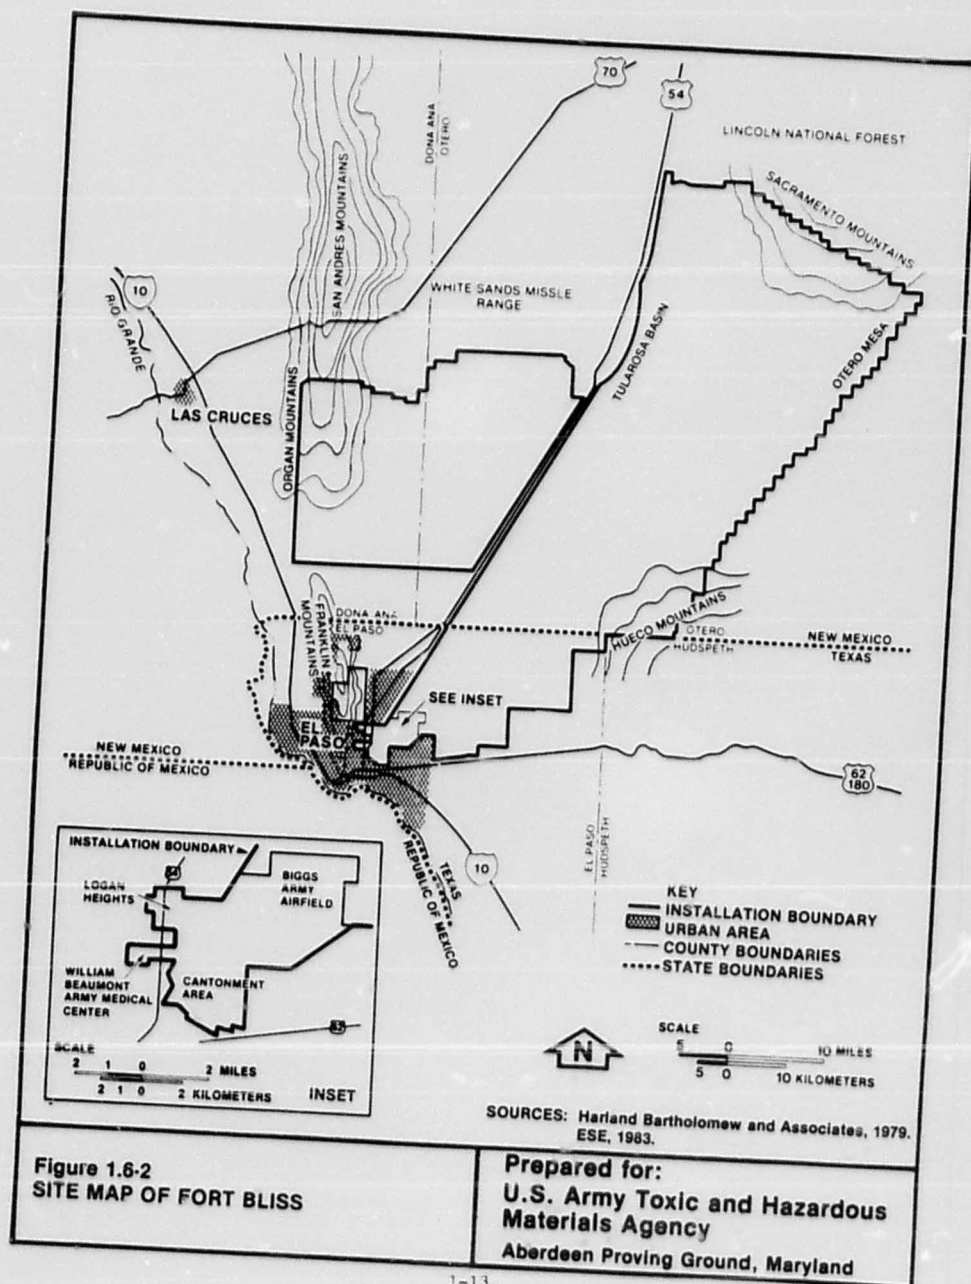 70
54
LINCOLN NATIONAL FOREST
DONA ANA
OTERO
SAN ANDRES MOUNTAINS
SACRAMENTO MOUNTAINS
10
RIO GRANDE
WHITE SANDS MISSLE
RANGE
TULAROSA BASIN
OTERO MESA
LAS CRUCES
ORGAN MOUNTAINS
FRANKLIN
MOUNTAINS
DONA ANA
EL PASO
HUECO MOUNTAINS
OTERO
HUDSPETH
NEW MEXICO
TEXAS
SEE INSET
EL
PASO
NEW MEXICO
REPUBLIC OF MEXICO
62
180
EL PASO
HUDSPETH
TEXAS
REPUBLIC OF MEXICO
10
INSTALLATION BOUNDARY
LOGAN
HEIGHTS
BIGGS
ARMY
AIRFIELD
WILLIAM
BEAUMONT
ARMY MEDICAL
CENTER
CANTONMENT
AREA
SCALE
2 1 0 2 MILES
2 1 0 2 KILOMETERS
INSET
KEY
INSTALLATION BOUNDARY
URBAN AREA
COUNTY BOUNDARIES
STATE BOUNDARIES
N
SCALE
5 0 10 MILES
5 0 10 KILOMETERS
SOURCES: Harland Bartholomew and Associates, 1979.
ESE, 1983.
Figure 1.6-2
SITE MAP OF FORT BLISS
Prepared for:
U.S. Army Toxic and Hazardous
Materials Agency
Aberdeen Proving Ground, Maryland
1-13